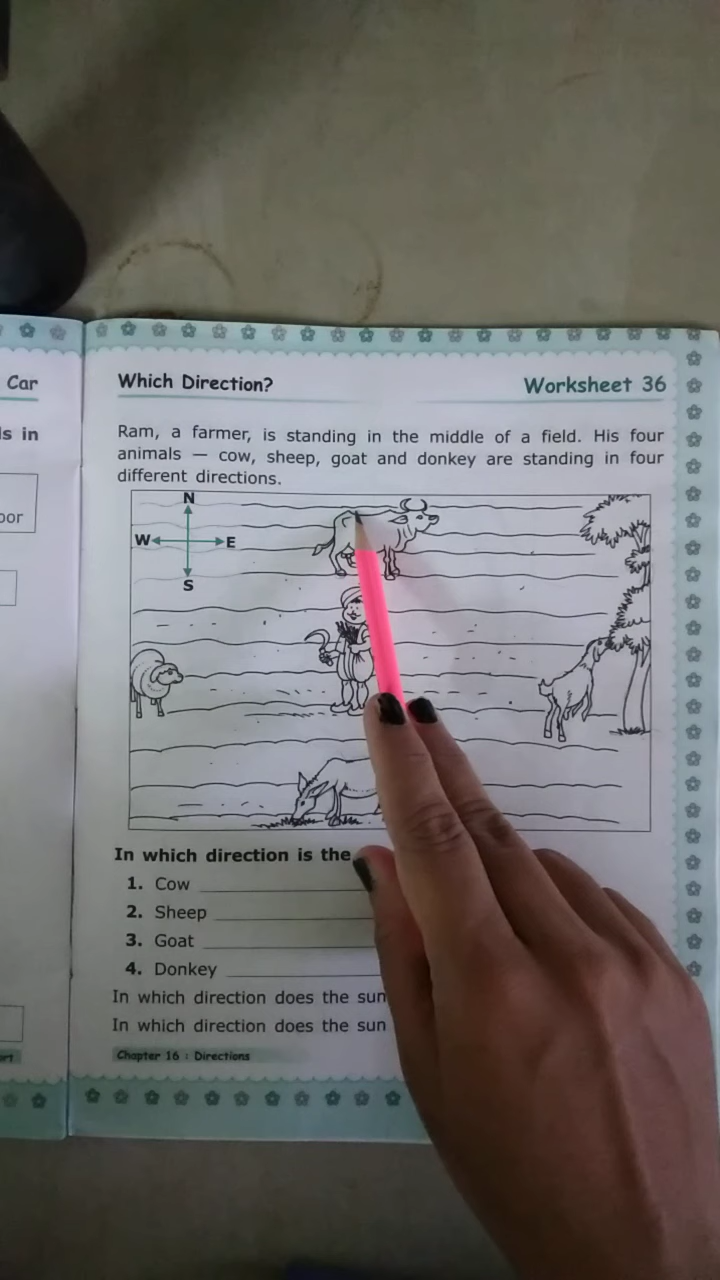 Car
Which Direction?
Worksheet 36
ls in
Ram, a farmer, is standing in the middle of a field. His four
animals — cow, sheep, goat and donkey are standing in four
different directions.
N
W E
S
In which direction is the
1. Cow
2. Sheep
3. Goat
4. Donkey
In which direction does the sun
In which direction does the sun
Chapter 16 : Directions